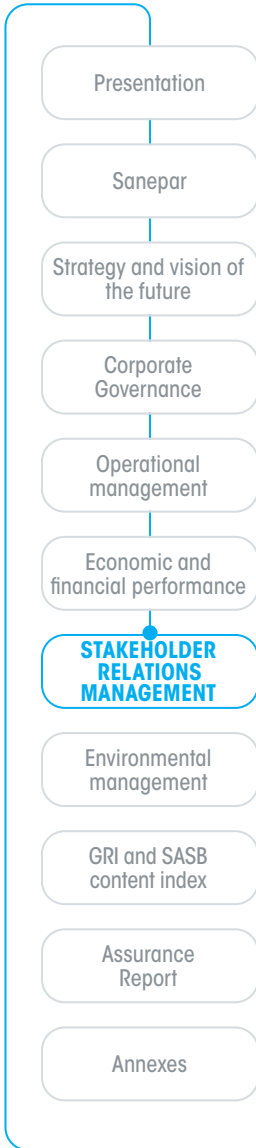 Presentation
Sanepar
Strategy and vision of
the future
Corporate
Governance
Operational
management
Economic and
financial performance
STAKEHOLDER
RELATIONS
MANAGEMENT
Environmental
management
GRI and SASB
content index
Assurance
Report
Annexes